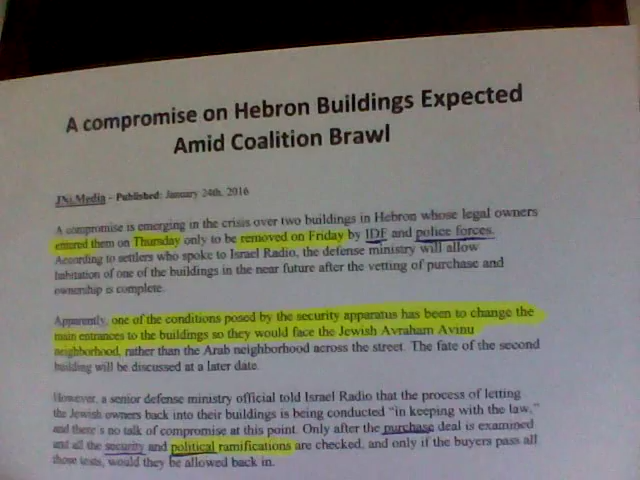 A compromise on Hebron Buildings Expected
Amid Coalition Brawl
JNi.Media - Published: January 24th, 2016
A compromise is emerging in the crisis over two buildings in Hebron whose legal owners
entered them on Thursday only to be removed on Friday by IDF and police forces.
According to settlers who spoke to Israel Radio, the defense ministry will allow
habitation of one of the buildings in the near future after the vetting of purchase and
ownership is complete.
Apparently, one of the conditions posed by the security apparatus has been to change the
main entrances to the buildings so they would face the Jewish Avraham Avinu
neighborhood, rather than the Arab neighborhood across the street. The fate of the second
building will be discussed at a later date.
However, a senior defense ministry official told Israel Radio that the process of letting
the Jewish owners back into their buildings is being conducted "in keeping with the law,"
and there's no talk of compromise at this point. Only after the purchase deal is examined
and all the security and political ramifications are checked, and only if the buyers pass all
those tests, would they be allowed back in.